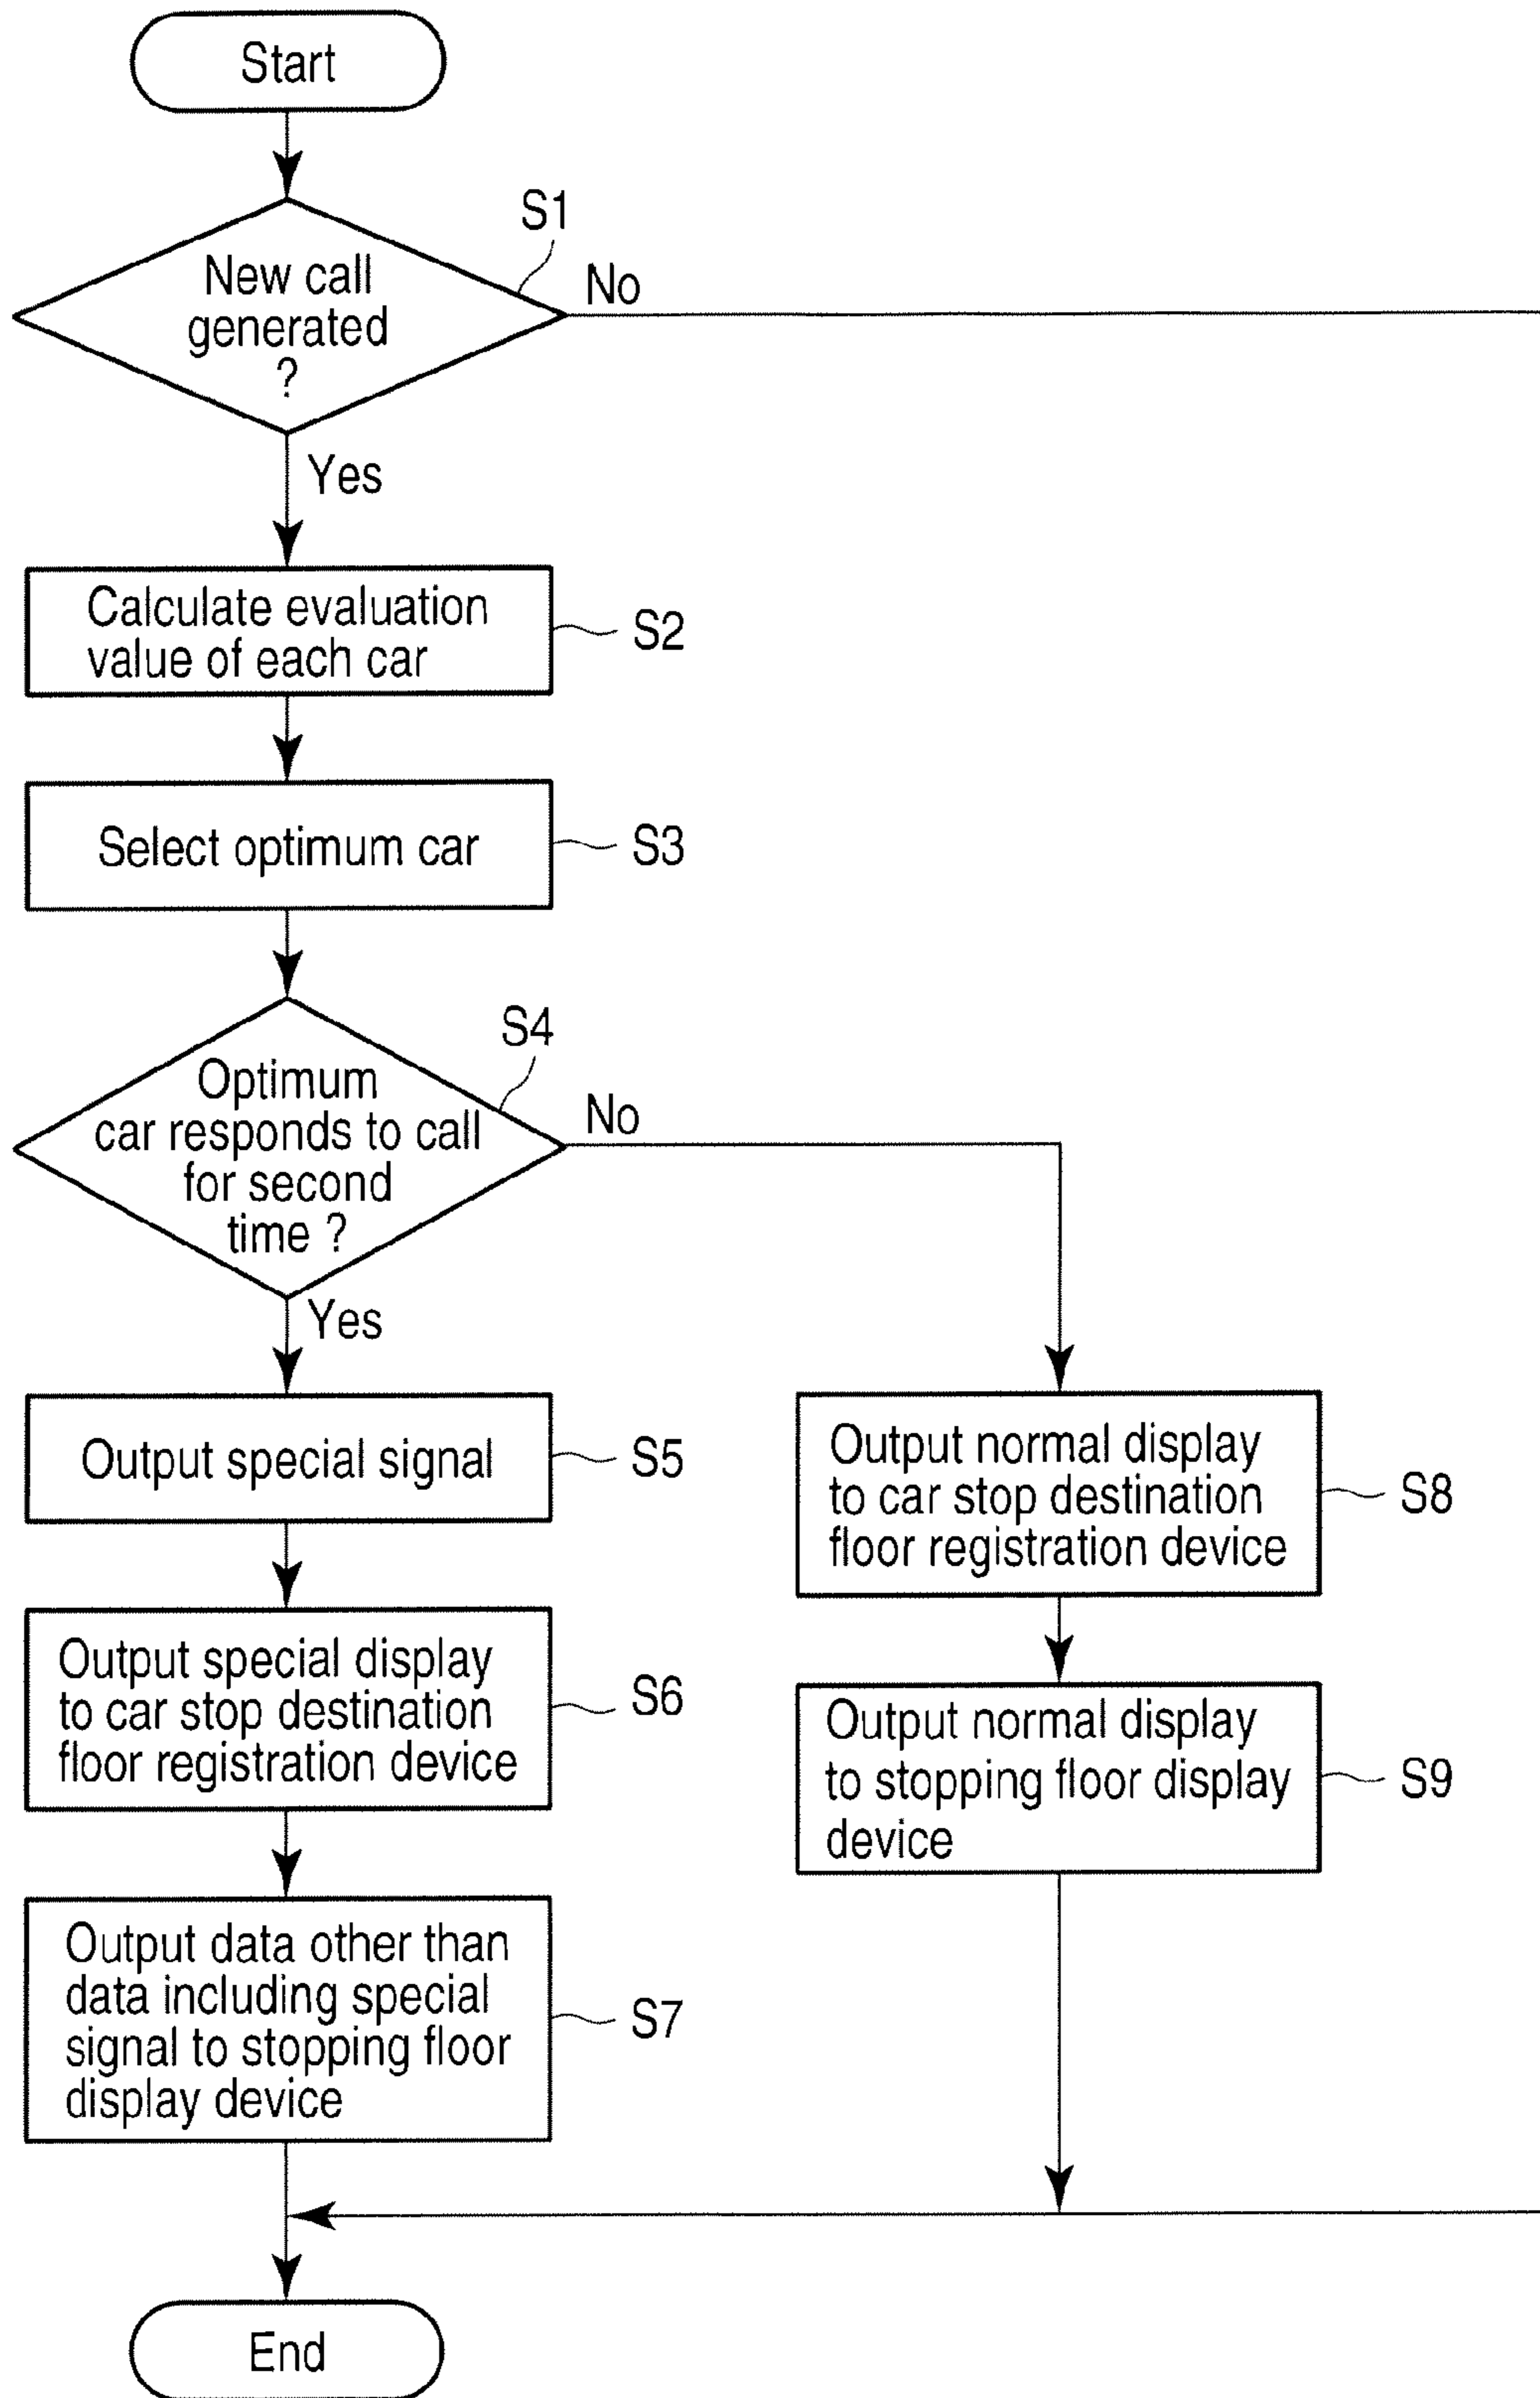 Start
S1
New call
generated
?
No
Yes
Calculate evaluation
value of each car
S2
Select optimum car
S3
S4
Optimum
car responds to call
for second
time ?
No
Yes
Output special signal
S5
Output special display
to car stop destination
floor registration device
S6
Output data other than
data including special
signal to stopping floor
display device
S7
Output normal display
to car stop destination
floor registration device
S8
Output normal display
to stopping floor display
device
S9
End